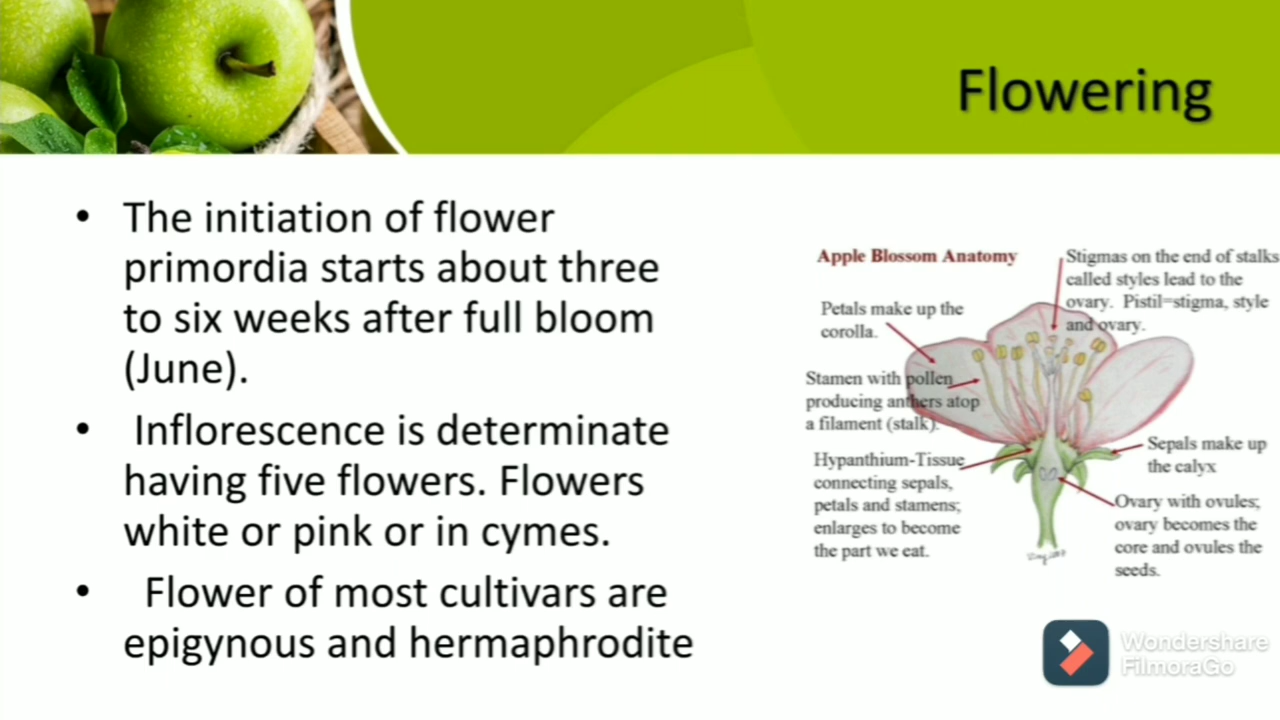 Flowering
• The initiation of flower
primordia starts about three
to six weeks after full bloom
(June).
• Inflorescence is determinate
having five flowers. Flowers
white or pink or in cymes.
• Flower of most cultivars are
epigynous and hermaphrodite
Apple Blossom Anatomy
Stigmas on the end of stalks
called styles lead to the
ovary. Pistil=stigma, style
and ovary.
Petals make up the
corolla.
Stamen with pollen
producing anthers atop
a filament (stalk).
Hypanthium-Tissue
connecting sepals,
petals and stamens;
enlarges to become
the part we eat.
Sepals make up
the calyx
Ovary with ovules;
ovary becomes the
core and ovules the
seeds.
Wondershare
FilmoraGo